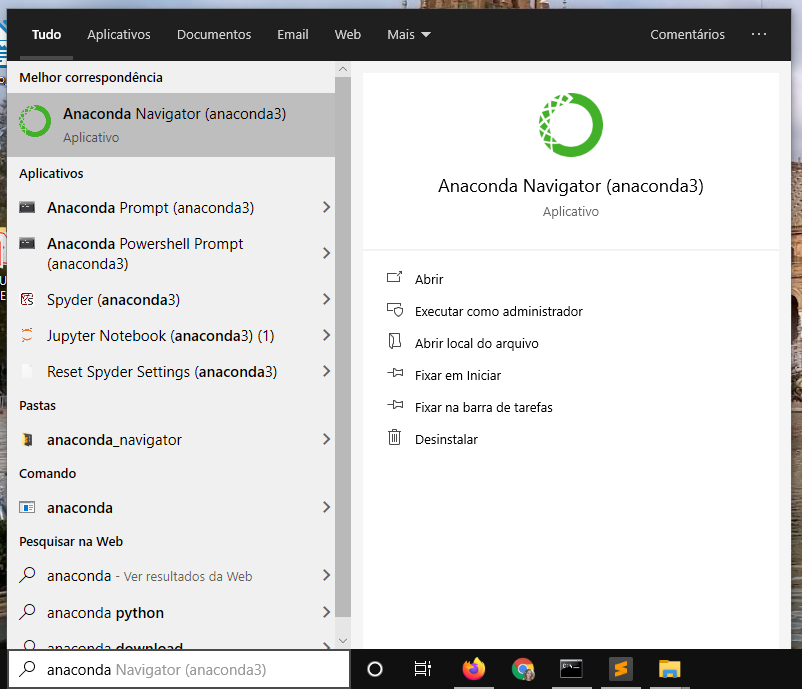 Tudo Aplicativos Documentos Email Web Mais Comentários ...
Melhor correspondência
Anaconda Navigator (anaconda3)
Aplicativo
Aplicativos
Anaconda Prompt (anaconda3)
Anaconda Powershell Prompt
(anaconda3)
Spyder (anaconda3)
Jupyter Notebook (anaconda3) (1)
Reset Spyder Settings (anaconda3)
Pastas
anaconda_navigator
Comando
anaconda
Pesquisar na Web
anaconda - Ver resultados da Web
anaconda python
anaconda download
anaconda Navigator (anaconda3)
Anaconda Navigator (anaconda3)
Aplicativo
Abrir
Executar como administrador
Abrir local do arquivo
Fixar em Iniciar
Fixar na barra de tarefas
Desinstalar